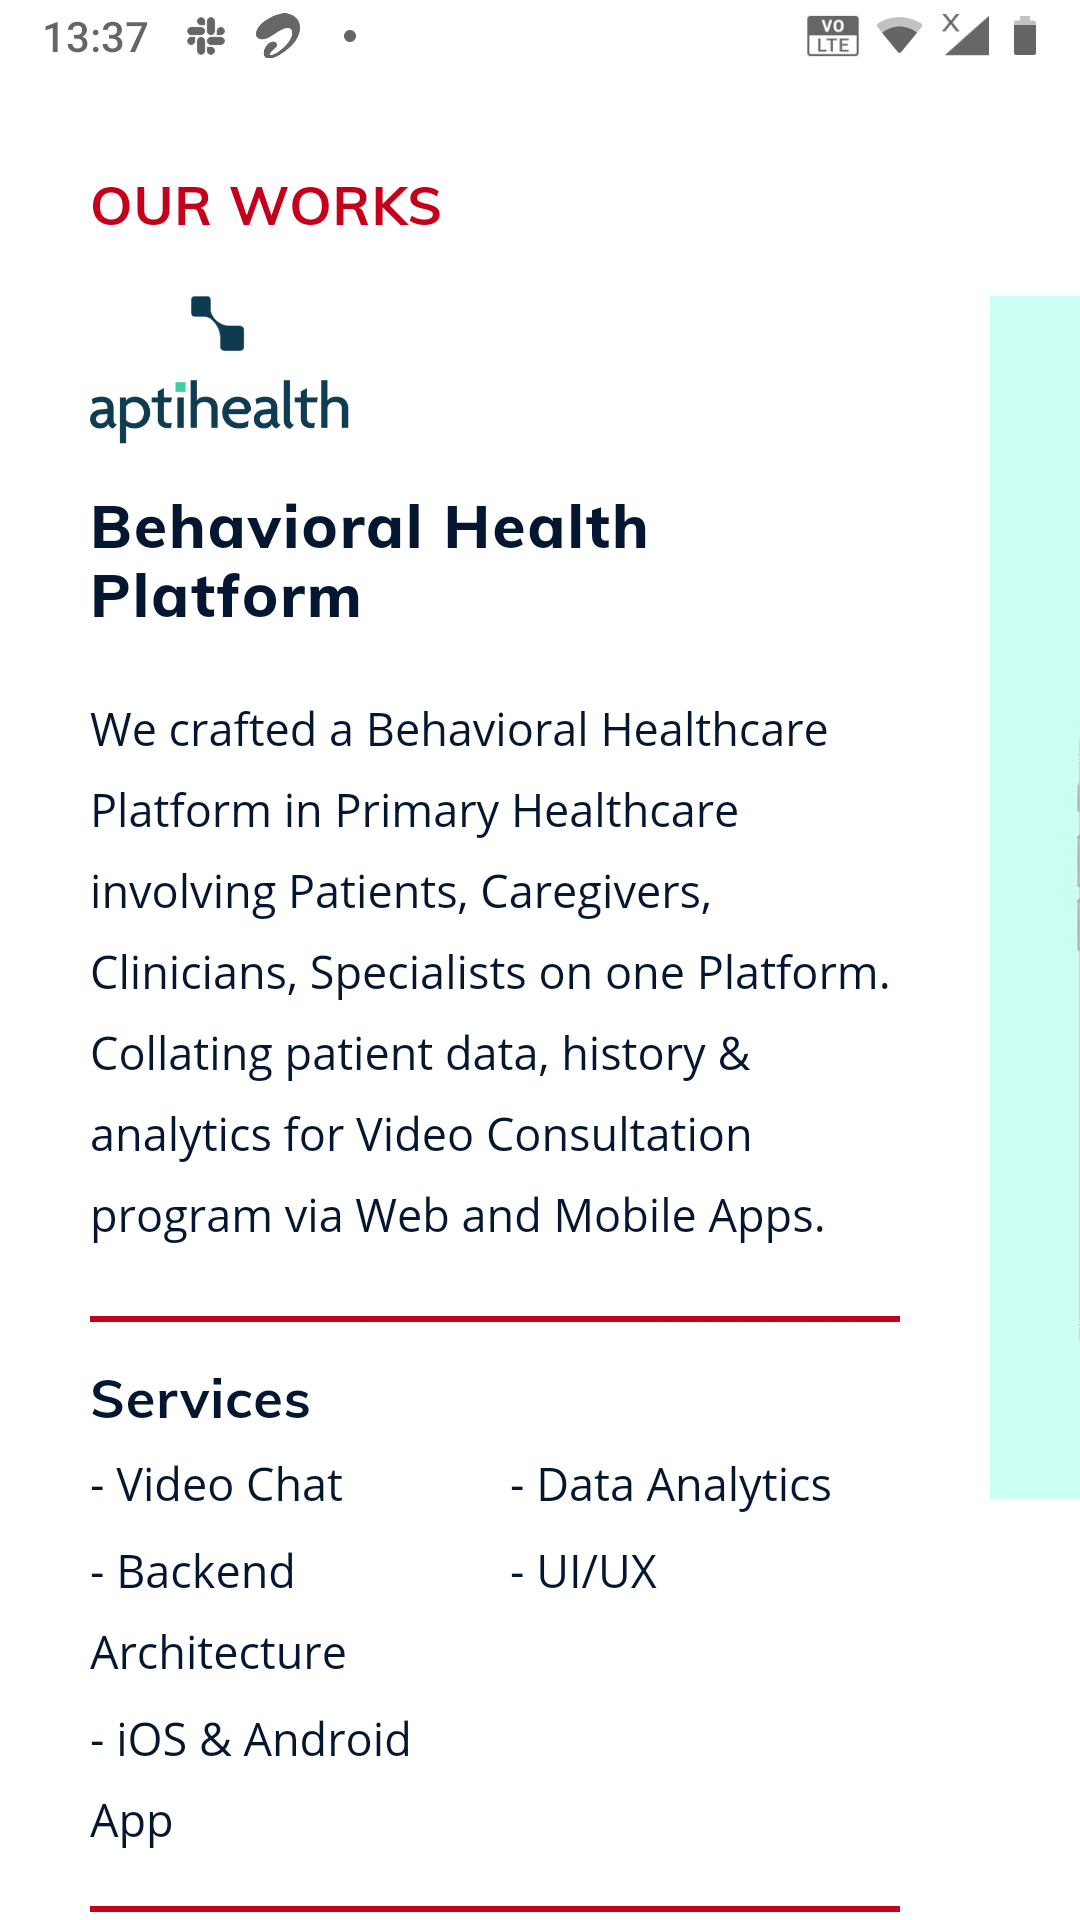 13:37
VO
LTE
X
OUR WORKS
aptihealth
Behavioral Health
Platform
We crafted a Behavioral Healthcare
Platform in Primary Healthcare
involving Patients, Caregivers,
Clinicians, Specialists on one Platform.
Collating patient data, history &
analytics for Video Consultation
program via Web and Mobile Apps.
Services
- Video Chat
- Data Analytics
- Backend
Architecture
- UI/UX
- iOS & Android
App